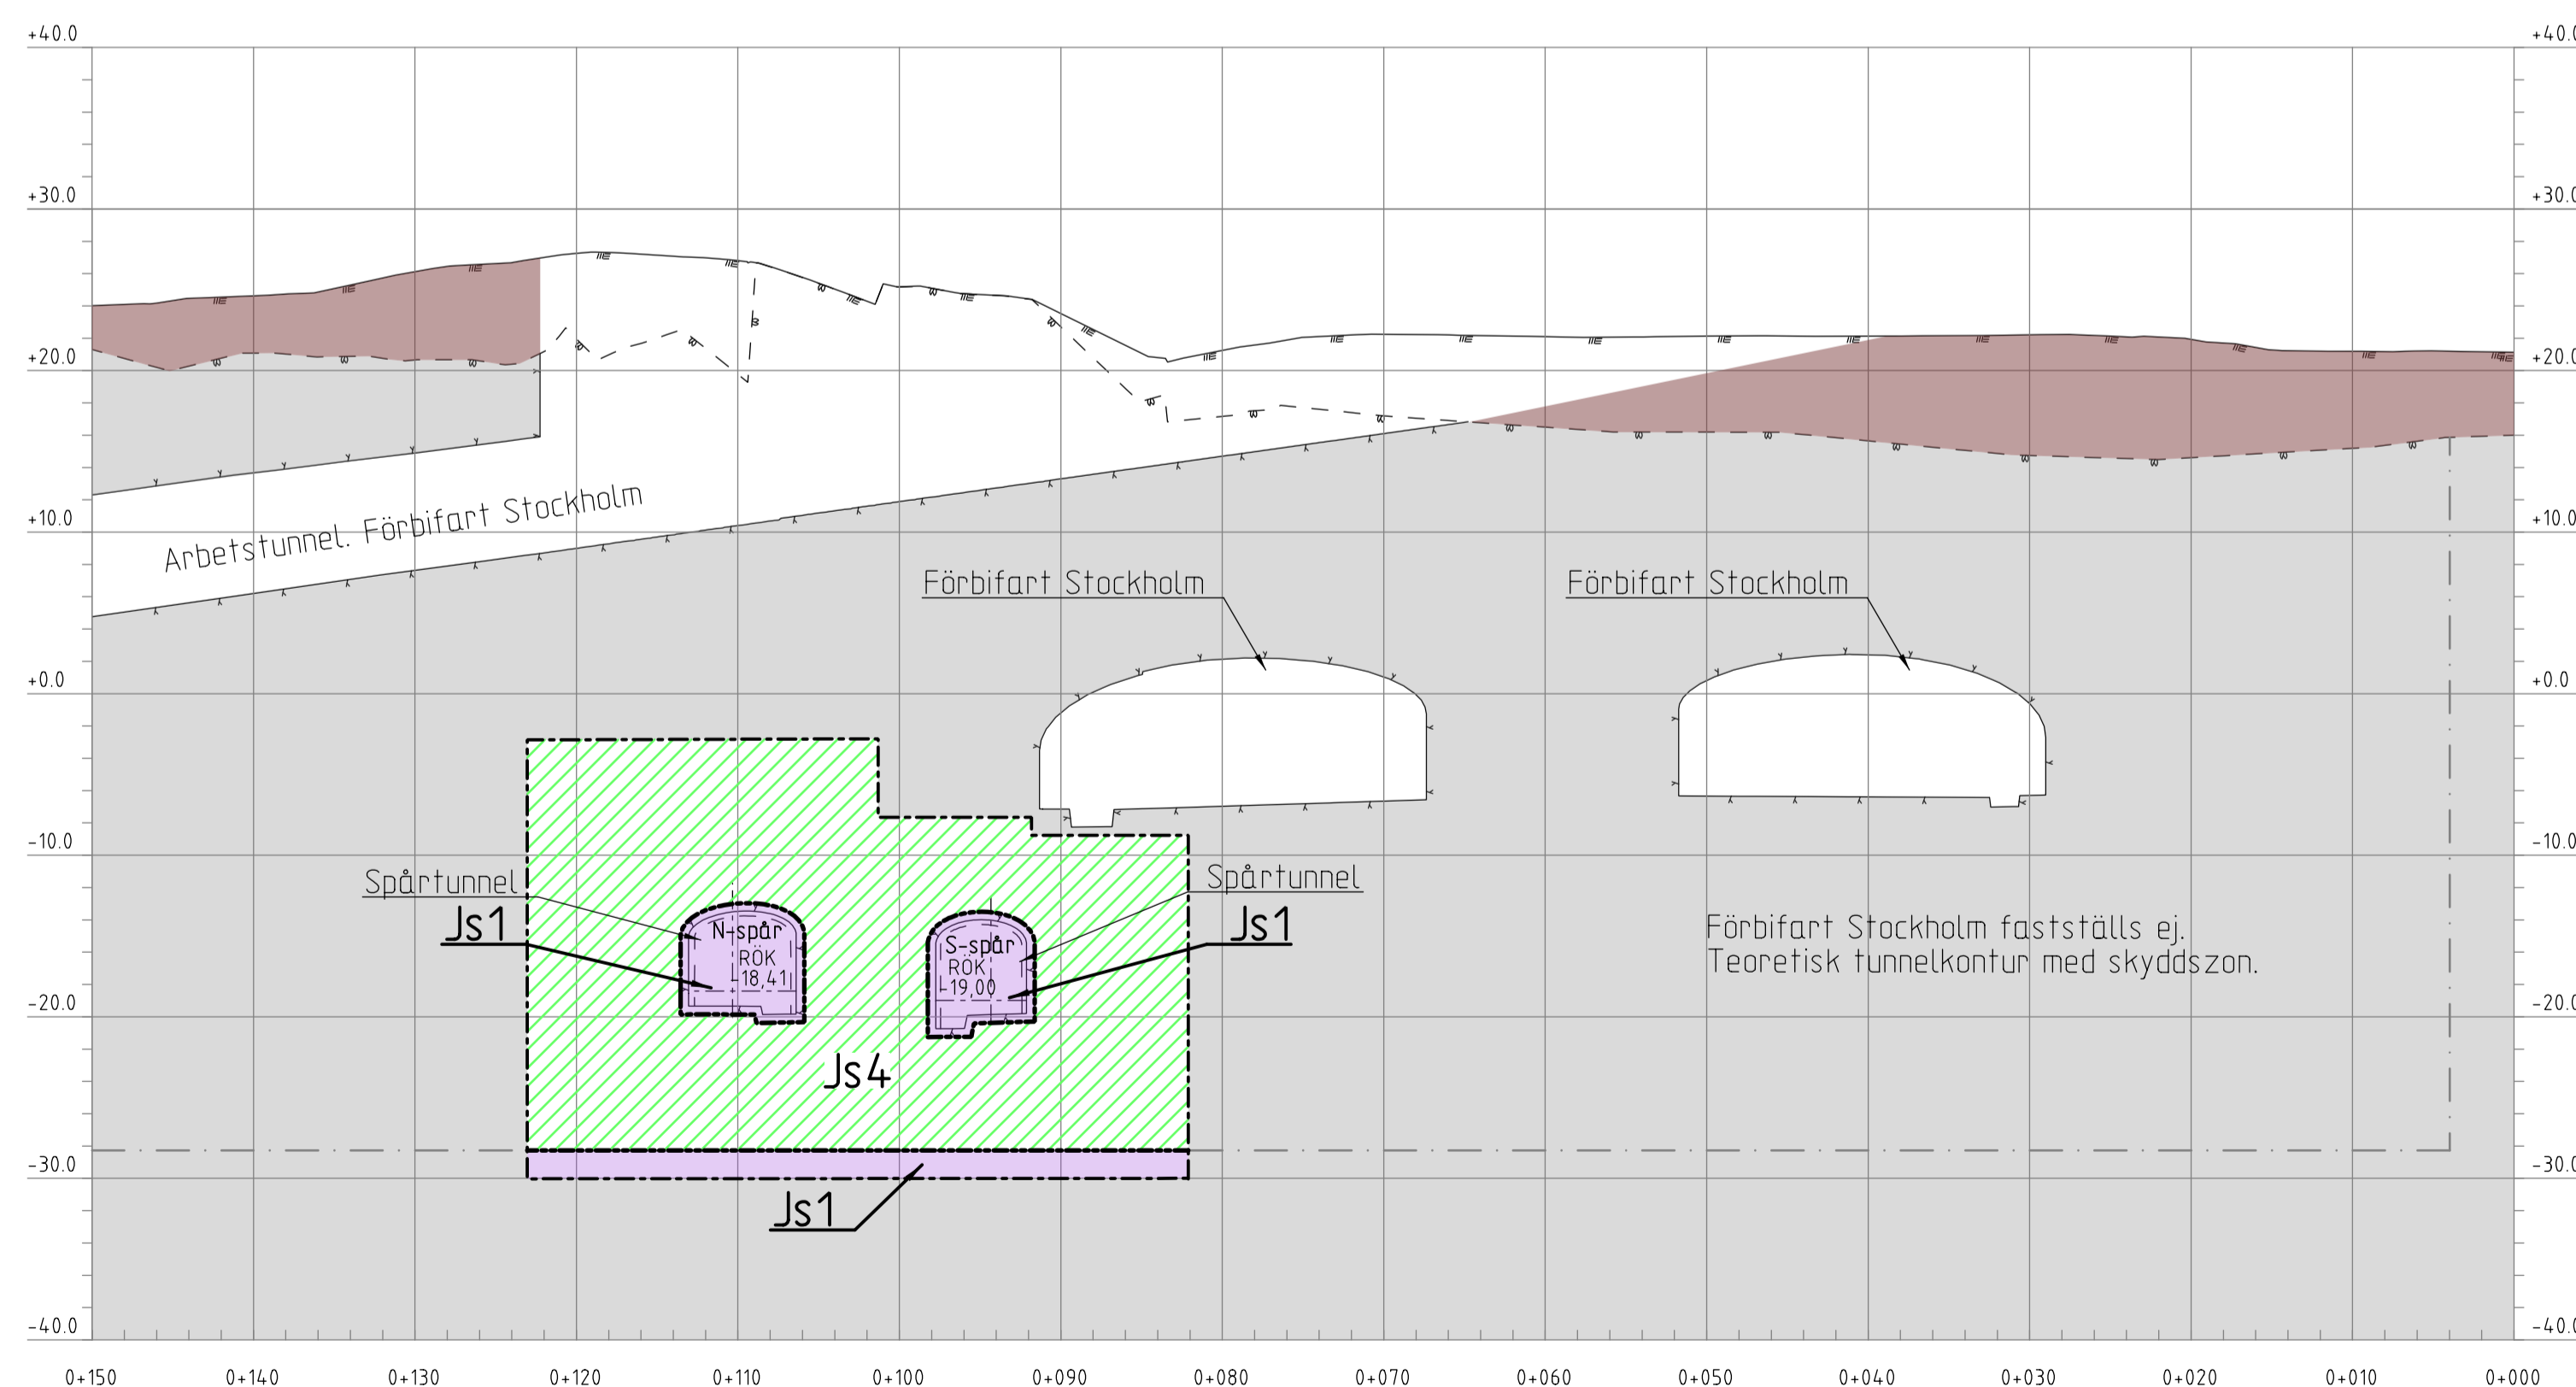 +40.0 +40.0
+30.0 +30.0
+20.0 +20.0
Arbetstunnel. Förbifart Stockholm
+10.0 +10.0
Förbifart Stockholm Förbifart Stockholm
+0.0 +0.0
-10.0 -10.0
Spårtunnel Spårtunnel
Js1 Js1
N-spår
RÖK
-18,41
S-spår
RÖK
-19,00
Förbifart Stockholm fastställs ej.
Teoretisk tunnelkontur med skyddszon.
-20.0 -20.0
Js4
-30.0 -30.0
Js1
-40.0 -40.0
0+150 0+140 0+130 0+120 0+110 0+100 0+090 0+080 0+070 0+060 0+050 0+040 0+030 0+020 0+010 0+000